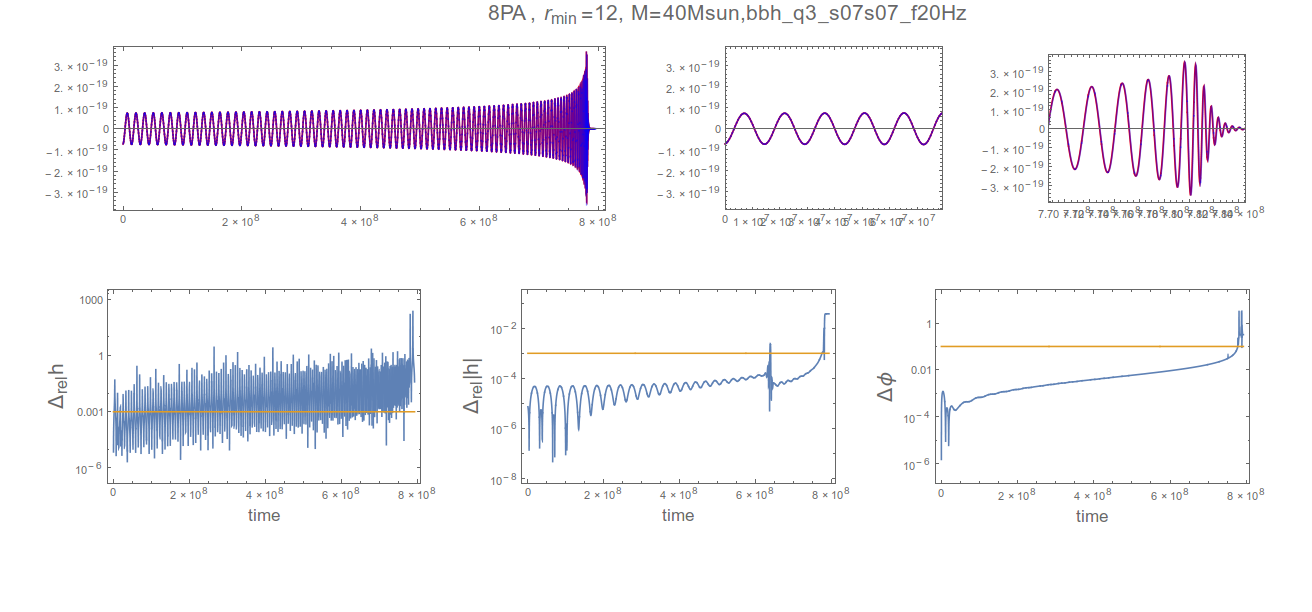 8PA , r_min =12, M=40Msun,bbh_q3_s07s07_f20Hz
3. × 10^-19
2. × 10^-19
1. × 10^-19
0
-1. × 10^-19
-2. × 10^-19
-3. × 10^-19
0 2 × 10^8 4 × 10^8 6 × 10^8 8 × 10^8
3. × 10^-19
2. × 10^-19
1. × 10^-19
0
-1. × 10^-19
-2. × 10^-19
-3. × 10^-19
0
3. × 10^-19
2. × 10^-19
1. × 10^-19
0
-1. × 10^-19
-2. × 10^-19
-3. × 10^-19
Δ_rel h
1000
1
0.001
10^-6
0 2 × 10^8 4 × 10^8 6 × 10^8 8 × 10^8
time
Δ_rel |h|
10^-2
10^-4
10^-6
10^-8
0 2 × 10^8 4 × 10^8 6 × 10^8 8 × 10^8
time
Δϕ
1
0.01
10^-4
10^-6
0 2 × 10^8 4 × 10^8 6 × 10^8 8 × 10^8
time